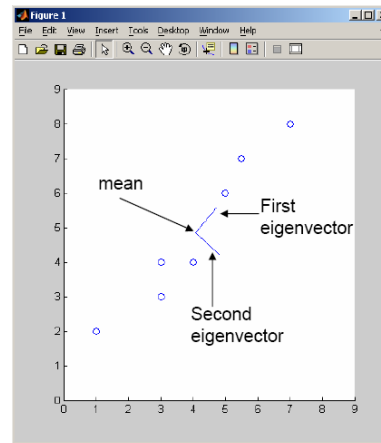 Figure 1
File Edit View Insert Tools Desktop Window Help
9
8
7
6
5
4
3
2
1
0
mean
First
eigenvector
Second
eigenvector
0 1 2 3 4 5 6 7 8 9